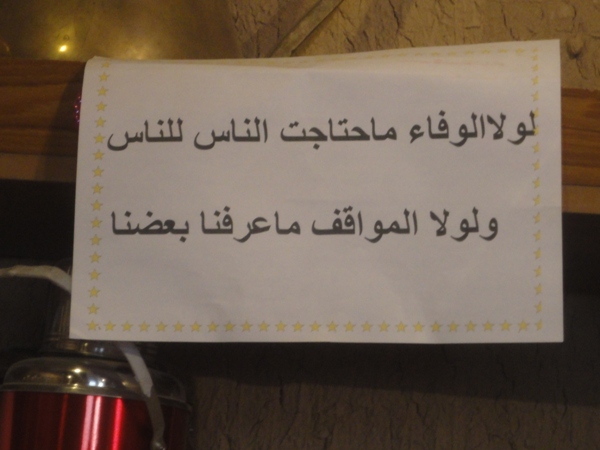 لولاالوفاء ماحتاجت الناس للناس
ولولا المواقف ماعرفنا بعضنا